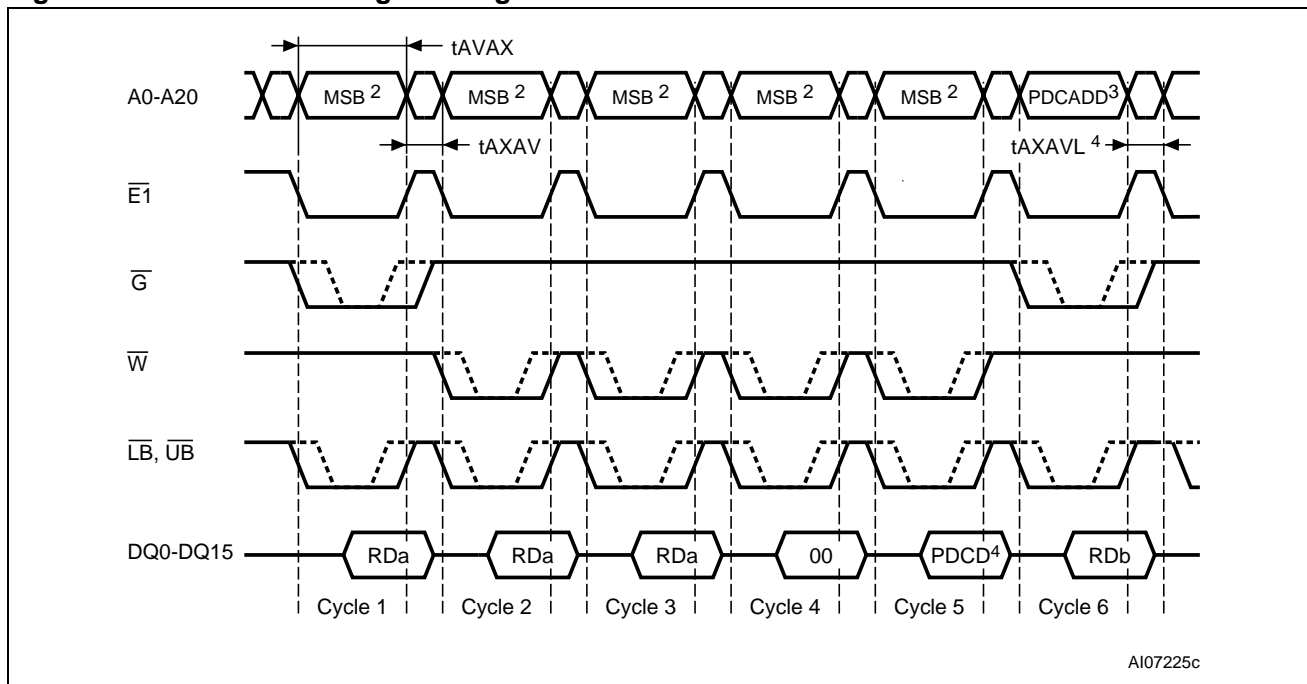 tAVAX
A0-A20 MSB 2 MSB 2 MSB 2 MSB 2 MSB 2 PDCADD3
tAXAV tAXAVL 4
E1
G
W
LB, UB
DQ0-DQ15 RDa RDa RDa 00 PDCD4 RDb
Cycle 1 Cycle 2 Cycle 3 Cycle 4 Cycle 5 Cycle 6
AI07225c